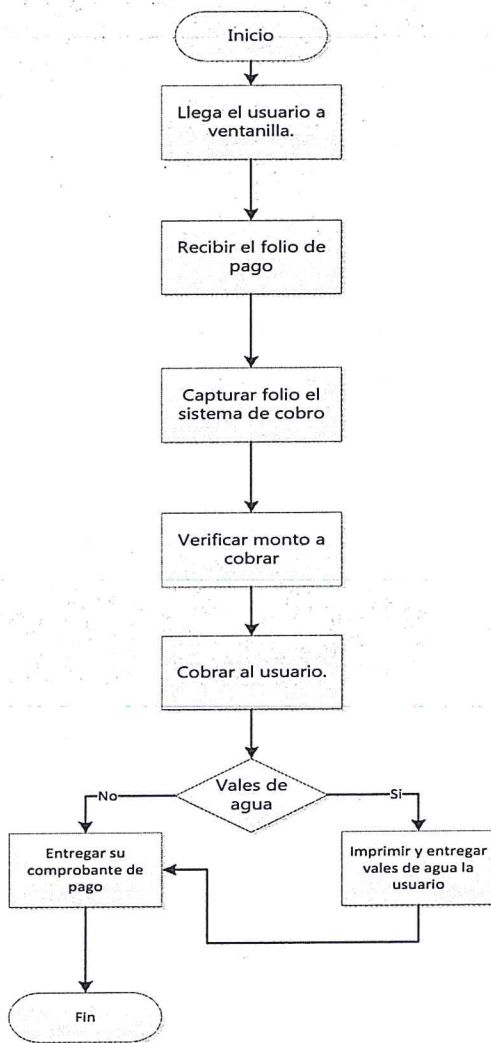 Inicio
Llega el usuario a
ventanilla.
Recibir el folio de
pago
Capturar folio el
sistema de cobro
Verificar monto a
cobrar
Cobrar al usuario.
Vales de
agua
No
Si
Entregar su
comprobante de
pago
Imprimir y entregar
vales de agua la
usuario
Fin